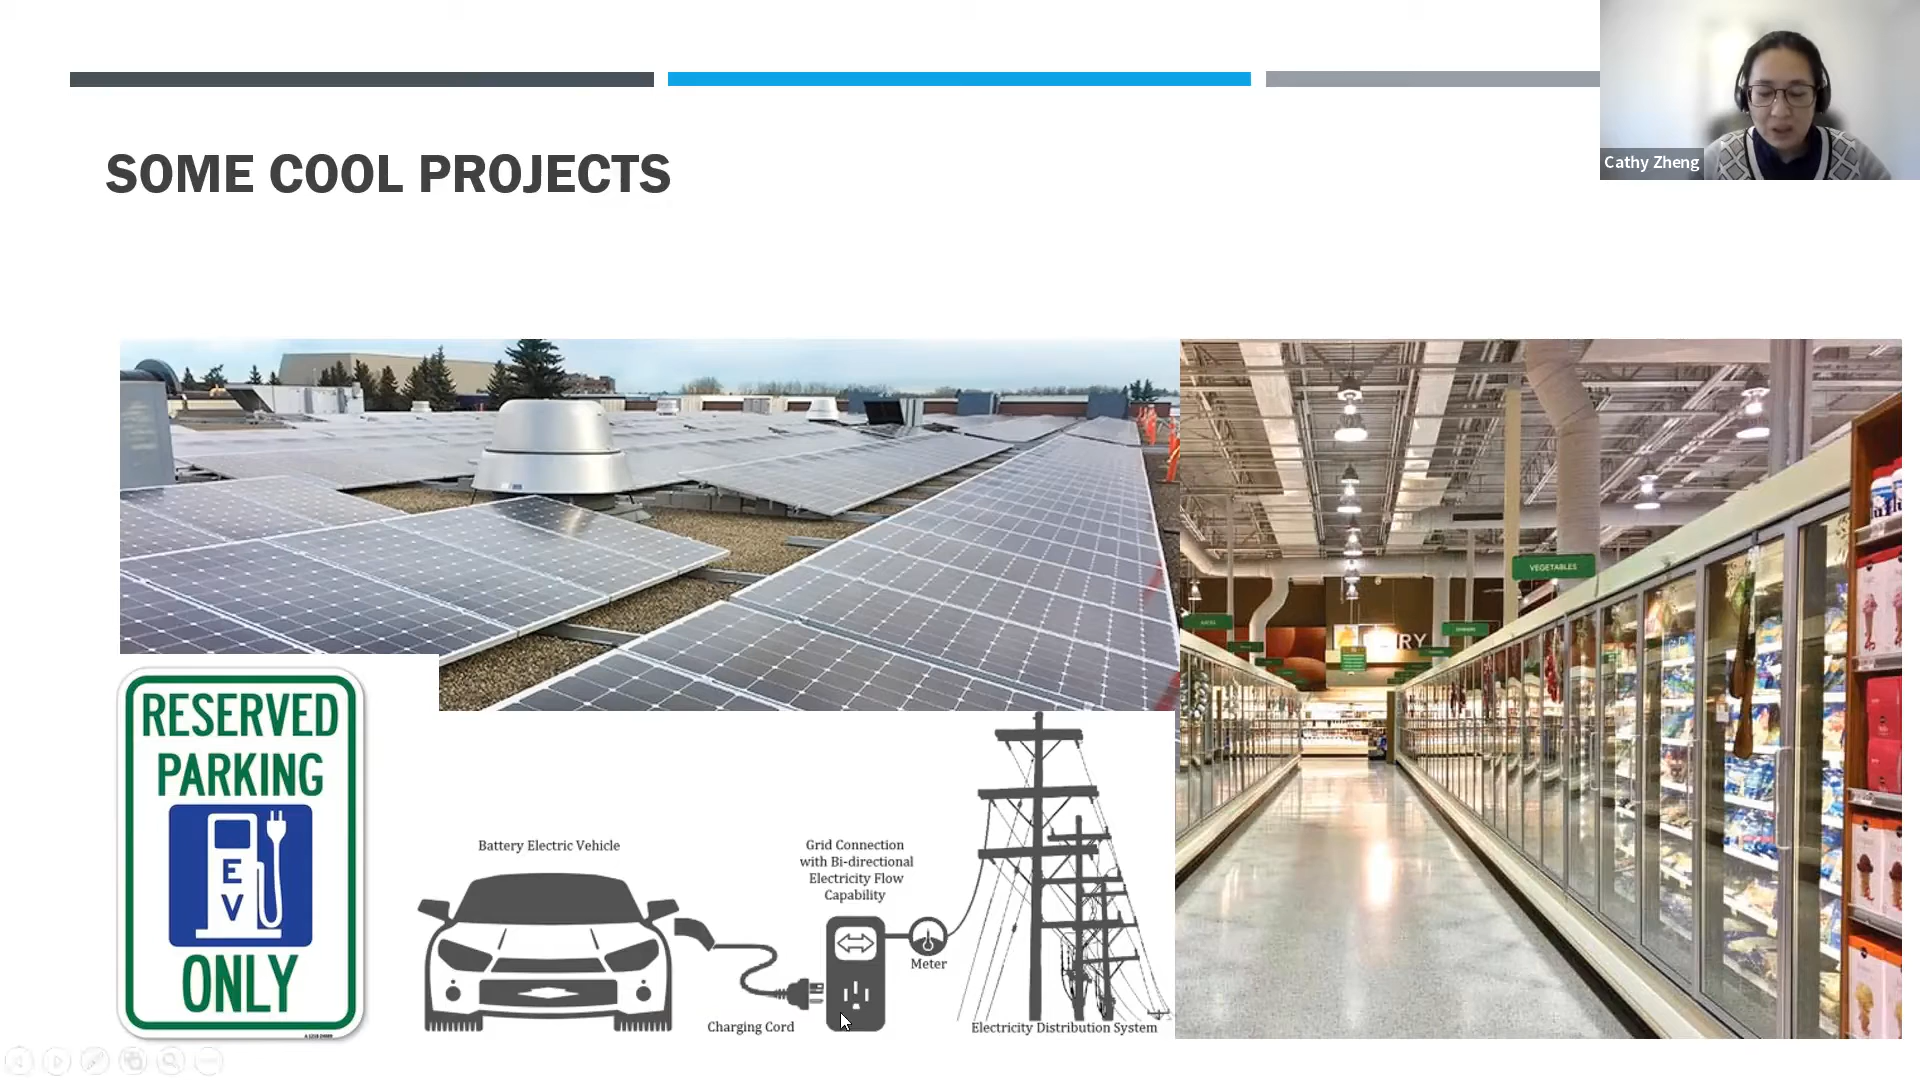 Cathy Zheng
SOME COOL PROJECTS
VEGETABLES
RESERVED
PARKING
EV
ONLY
Battery Electric Vehicle
Grid Connection
with Bi-directional
Electricity Flow
Capability
Meter
Charging Cord
Electricity Distribution System